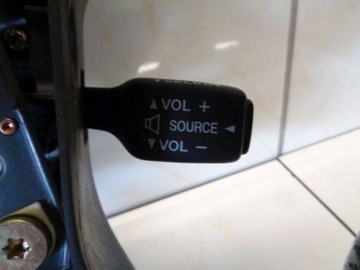 ▲ VOL +
SOURCE ◄
▼ VOL −